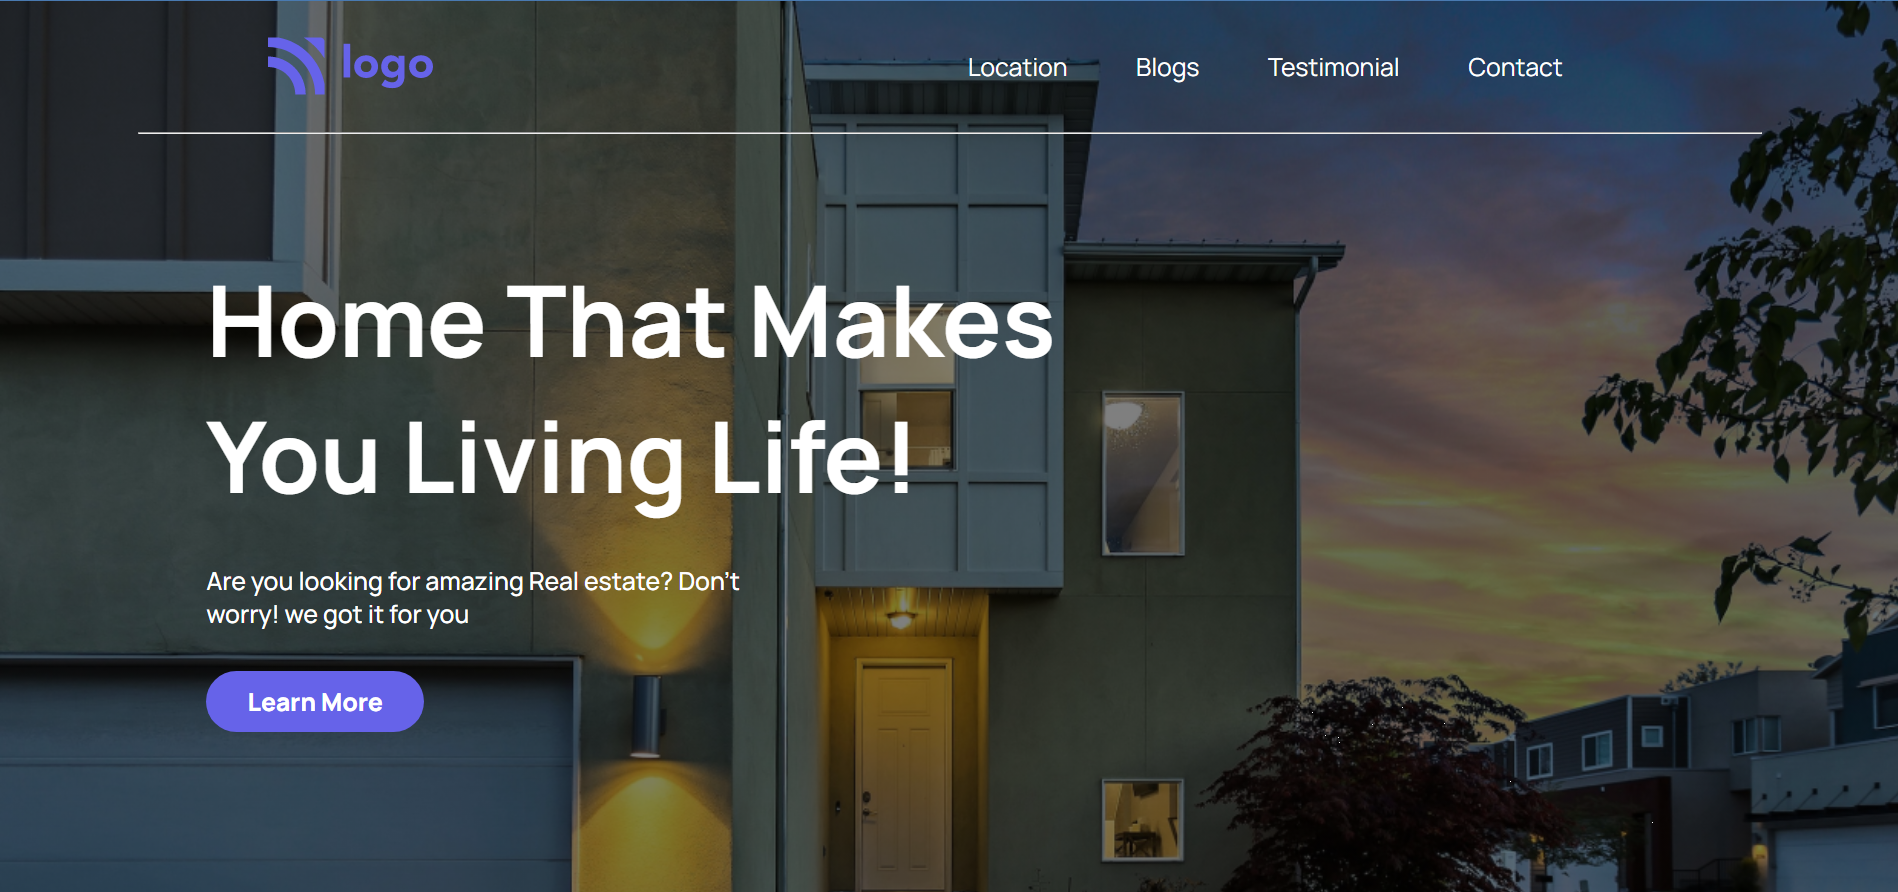 logo
Location Blogs Testimonial Contact
Home That Makes
You Living Life!
Are you looking for amazing Real estate? Don't
worry! we got it for you
Learn More